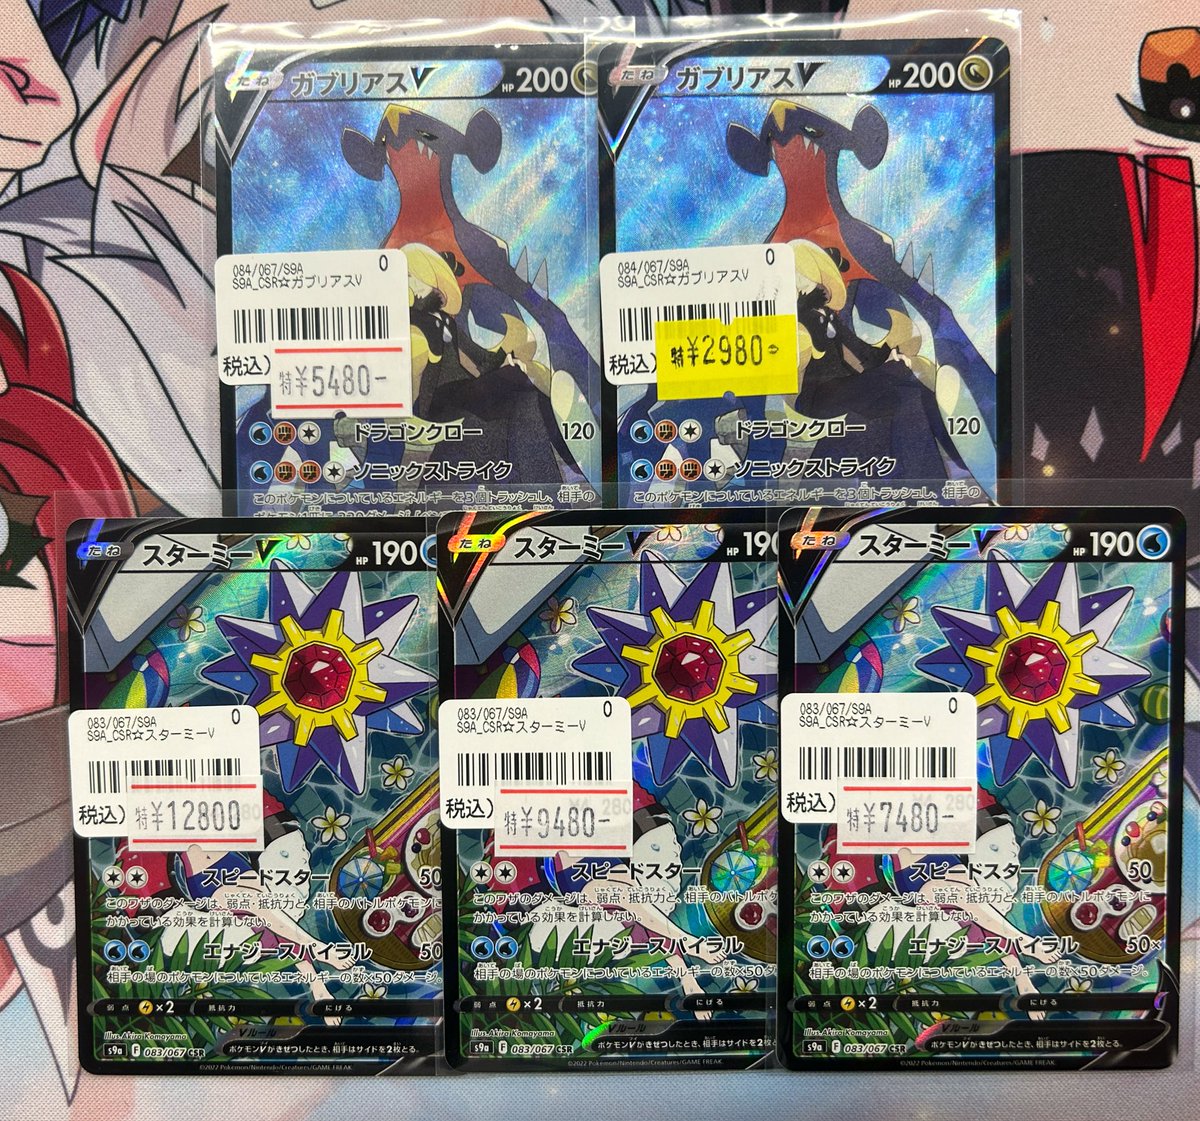 たね ガブリアスV HP 200
084/067/S9A 0
S9A_CSR☆ガブリアスV
税込)
特¥5480-
ドラゴンクロー 120
ソニックストライク
このポケモンについているエネルギーを3個トラッシュし、相手の
たね ガブリアスV HP 200
084/067/S9A 0
S9A_CSR☆ガブリアスV
税込)
特¥2980-
ドラゴンクロー 120
ソニックストライク
このポケモンについているエネルギーを3個トラッシュし、相手の
たね スターミーV HP 190
083/067/S9A 0
S9A_CSR☆スターミーV
税込)
特¥12800
スピードスター 50
このワザのダメージは、弱点・抵抗力と、相手のバトルポケモンに
かかっている効果を計算しない。
エナジースパイラル 50×
相手の場のポケモンについているエネルギーの数×50ダメージ。
弱点 ×2 抵抗力 にげる
Illus. Akira Komayama
Vルール
s9a F 083/067 CSR
ポケモンVがきぜつしたとき、相手はサイドを2枚とる。
©2022 Pokémon/Nintendo/Creatures/GAME FREAK.
たね スターミーV HP 190
083/067/S9A 0
S9A_CSR☆スターミーV
税込)
特¥9480-
スピードスター 50
このワザのダメージは、弱点・抵抗力と、相手のバトルポケモンに
かかっている効果を計算しない。
エナジースパイラル 50×
相手の場のポケモンについているエネルギーの数×50ダメージ。
弱点 ×2 抵抗力 にげる
Illus. Akira Komayama
Vルール
s9a F 083/067 CSR
ポケモンVがきぜつしたとき、相手はサイドを2枚とる。
©2022 Pokémon/Nintendo/Creatures/GAME FREAK.
たね スターミーV HP 190
083/067/S9A 0
S9A_CSR☆スターミーV
税込)
特¥7480-
スピードスター 50
このワザのダメージは、弱点・抵抗力と、相手のバトルポケモンに
かかっている効果を計算しない。
エナジースパイラル 50×
相手の場のポケモンについているエネルギーの数×50ダメージ。
弱点 ×2 抵抗力 にげる
Illus. Akira Komayama
Vルール
s9a F 083/067 CSR
ポケモンVがきぜつしたとき、相手はサイドを2枚とる。
©2022 Pokémon/Nintendo/Creatures/GAME FREAK.